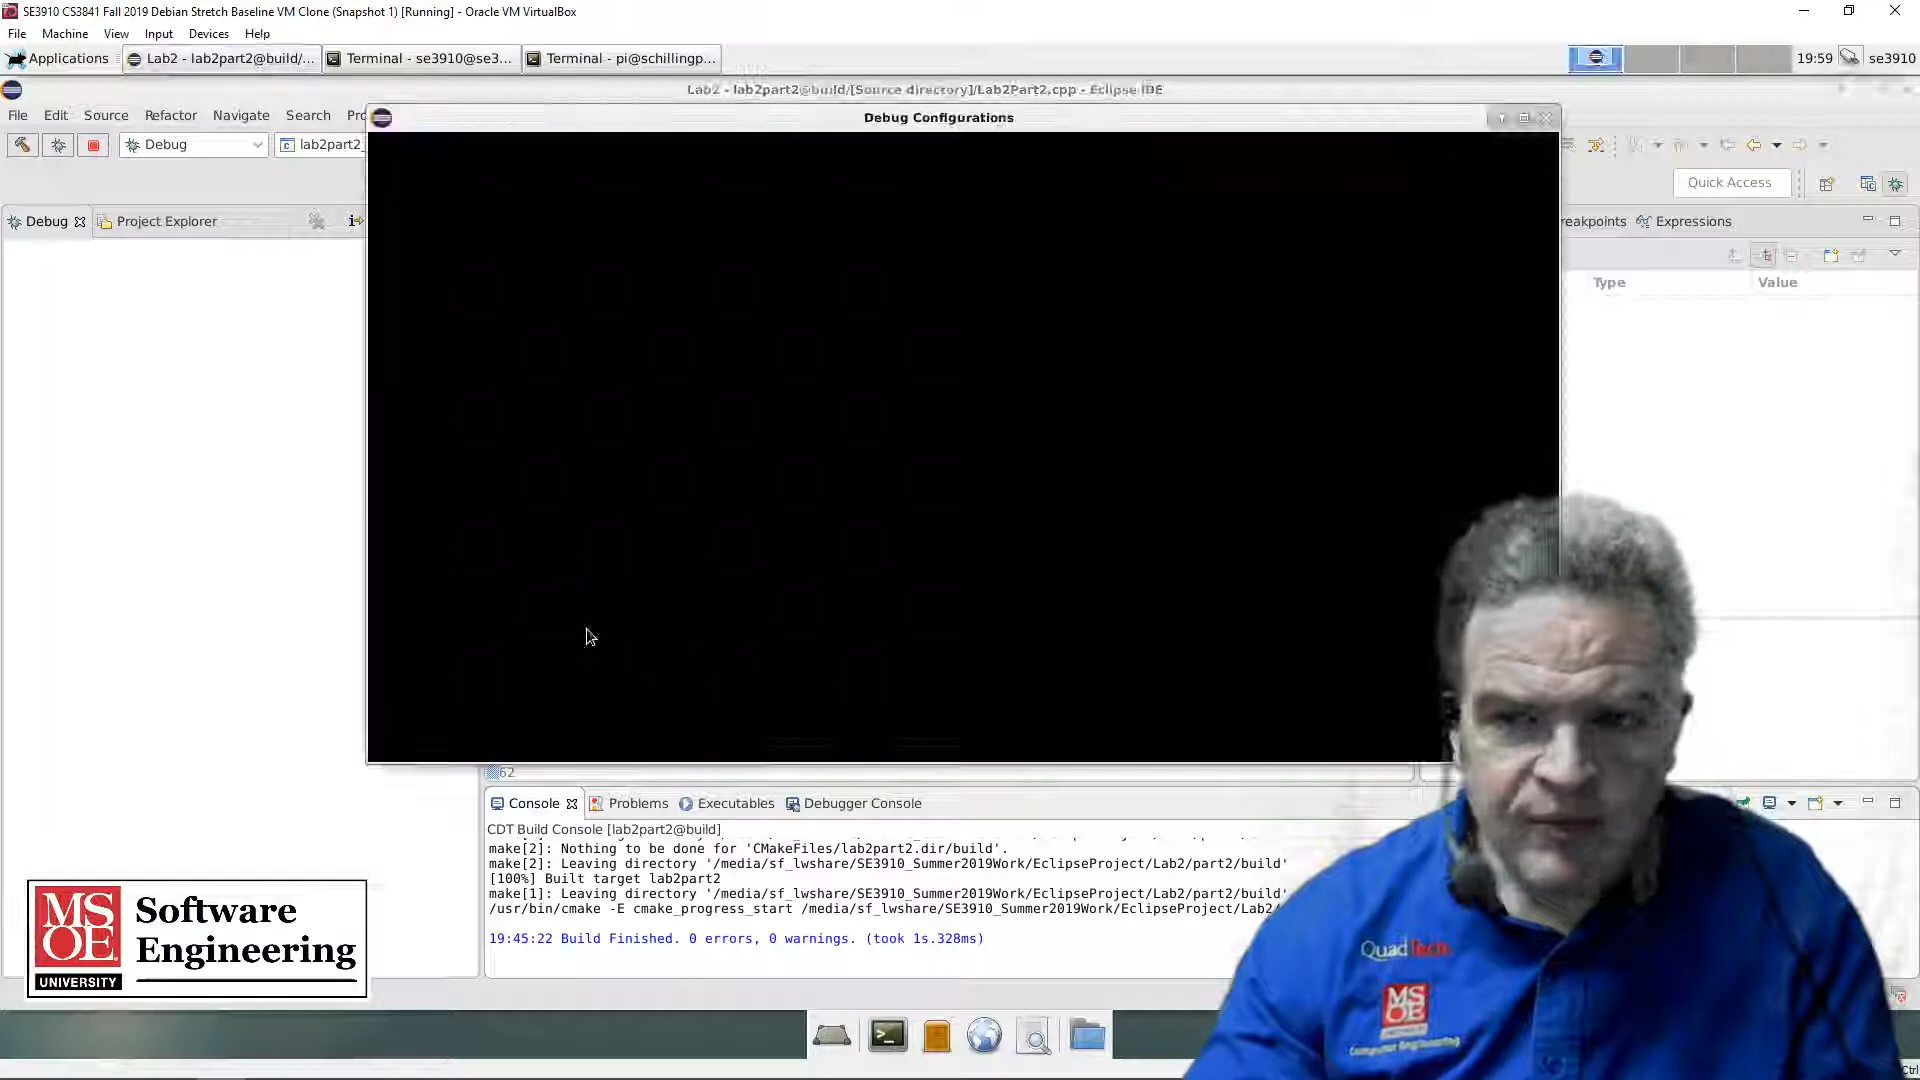 SE3910 CS3841 Fall 2019 Debian Stretch Baseline VM Clone (Snapshot 1) [Running] - Oracle VM VirtualBox
File Machine View Input Devices Help
Applications Lab2 - lab2part2@build/... Terminal - se3910@se3... Terminal - pi@schillingp... 19:59 se3910
Lab2 - lab2part2@build/[Source directory]/Lab2Part2.cpp - Eclipse IDE
File Edit Source Refactor Navigate Search Pro
Debug Configurations
Debug lab2part2
Quick Access
Debug Project Explorer reakpoints Expressions
Type Value
62
Console Problems Executables Debugger Console
CDT Build Console [lab2part2@build]
make[2]: Nothing to be done for 'CMakeFiles/lab2part2.dir/build'.
make[2]: Leaving directory '/media/sf_lwshare/SE3910_Summer2019Work/EclipseProject/Lab2/part2/build'
[100%] Built target lab2part2
make[1]: Leaving directory '/media/sf_lwshare/SE3910_Summer2019Work/EclipseProject/Lab2/part2/build'
/usr/bin/cmake -E cmake_progress_start /media/sf_lwshare/SE3910_Summer2019Work/EclipseProject/Lab2/
19:45:22 Build Finished. 0 errors, 0 warnings. (took 1s.328ms)
MSOE UNIVERSITY
Software
Engineering
QuadTech
MSOE
Computer Engineering
Ctrl